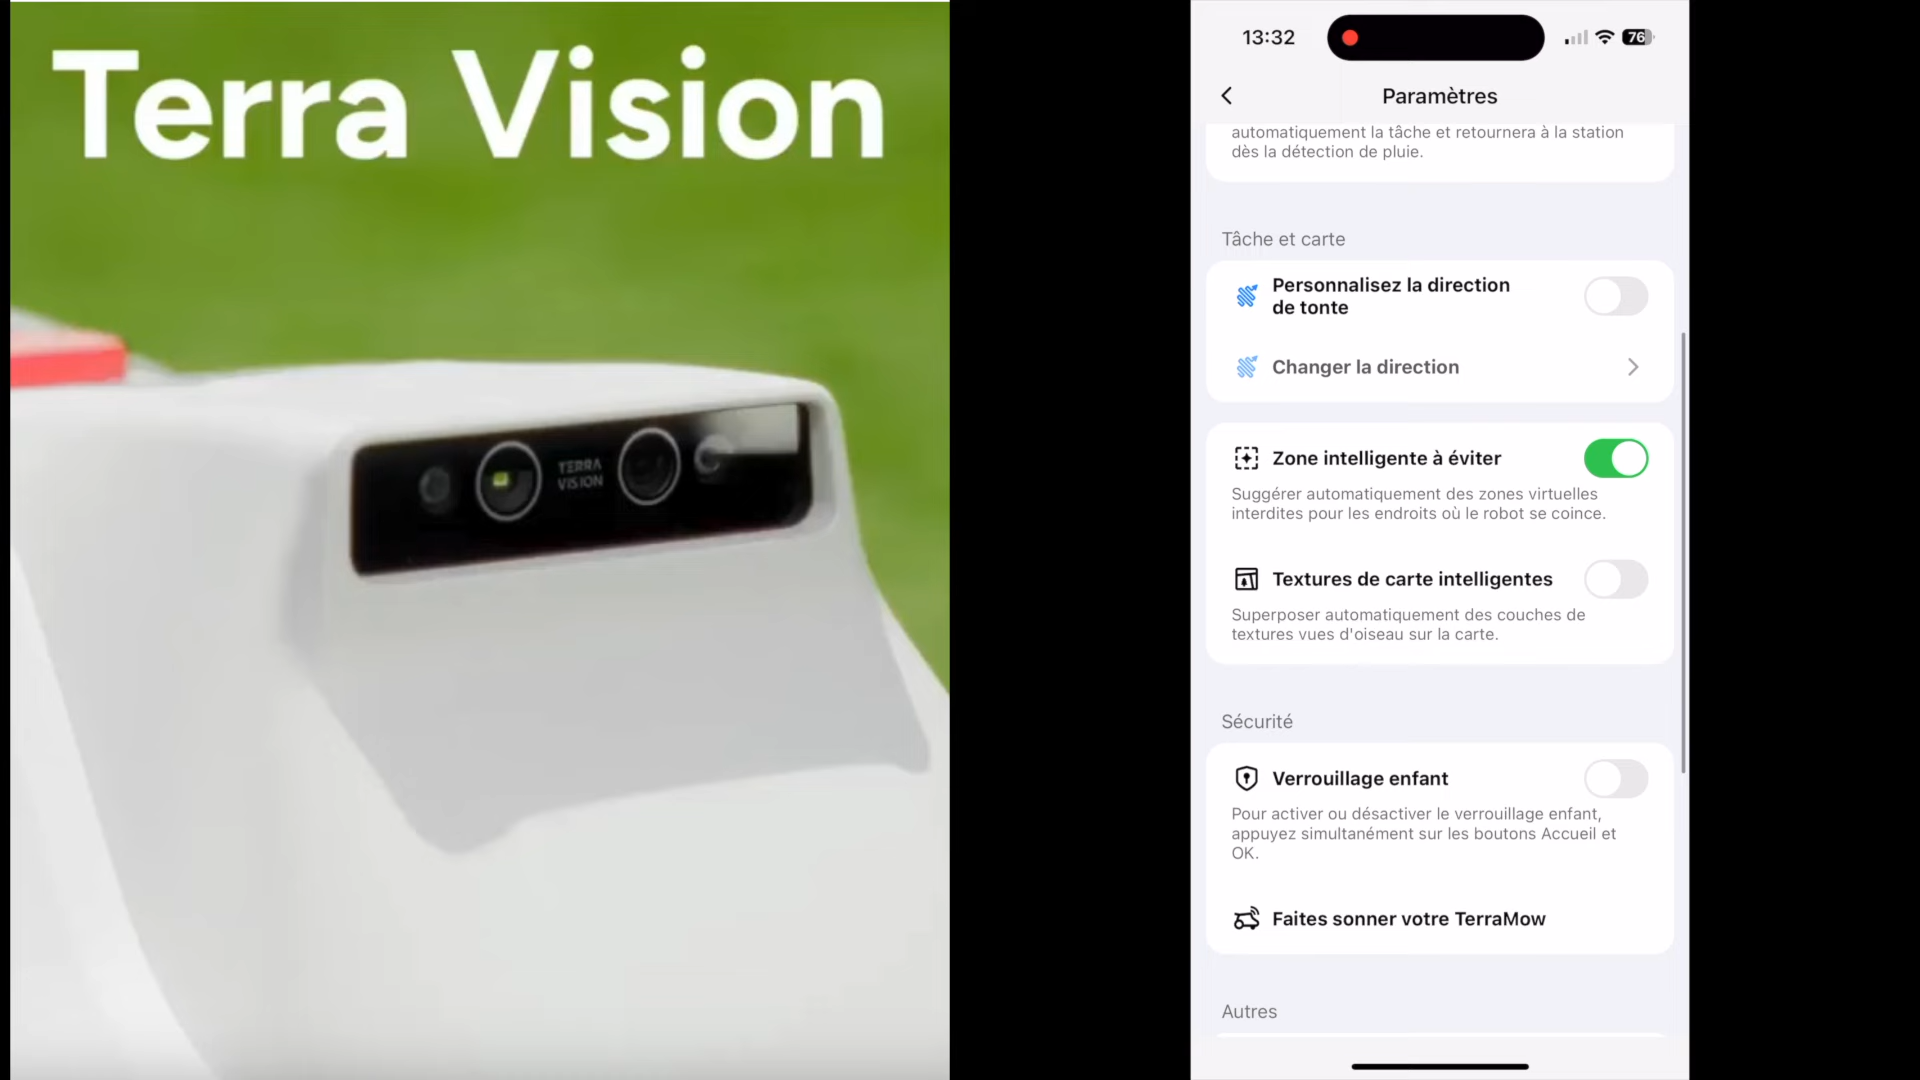 Terra Vision
TERRA
VISION
13:32
76
Paramètres
automatiquement la tâche et retournera à la station
dès la détection de pluie.
Tâche et carte
Personnalisez la direction
de tonte
Changer la direction
Zone intelligente à éviter
Suggérer automatiquement des zones virtuelles
interdites pour les endroits où le robot se coince.
Textures de carte intelligentes
Superposer automatiquement des couches de
textures vues d'oiseau sur la carte.
Sécurité
Verrouillage enfant
Pour activer ou désactiver le verrouillage enfant,
appuyez simultanément sur les boutons Accueil et
OK.
Faites sonner votre TerraMow
Autres